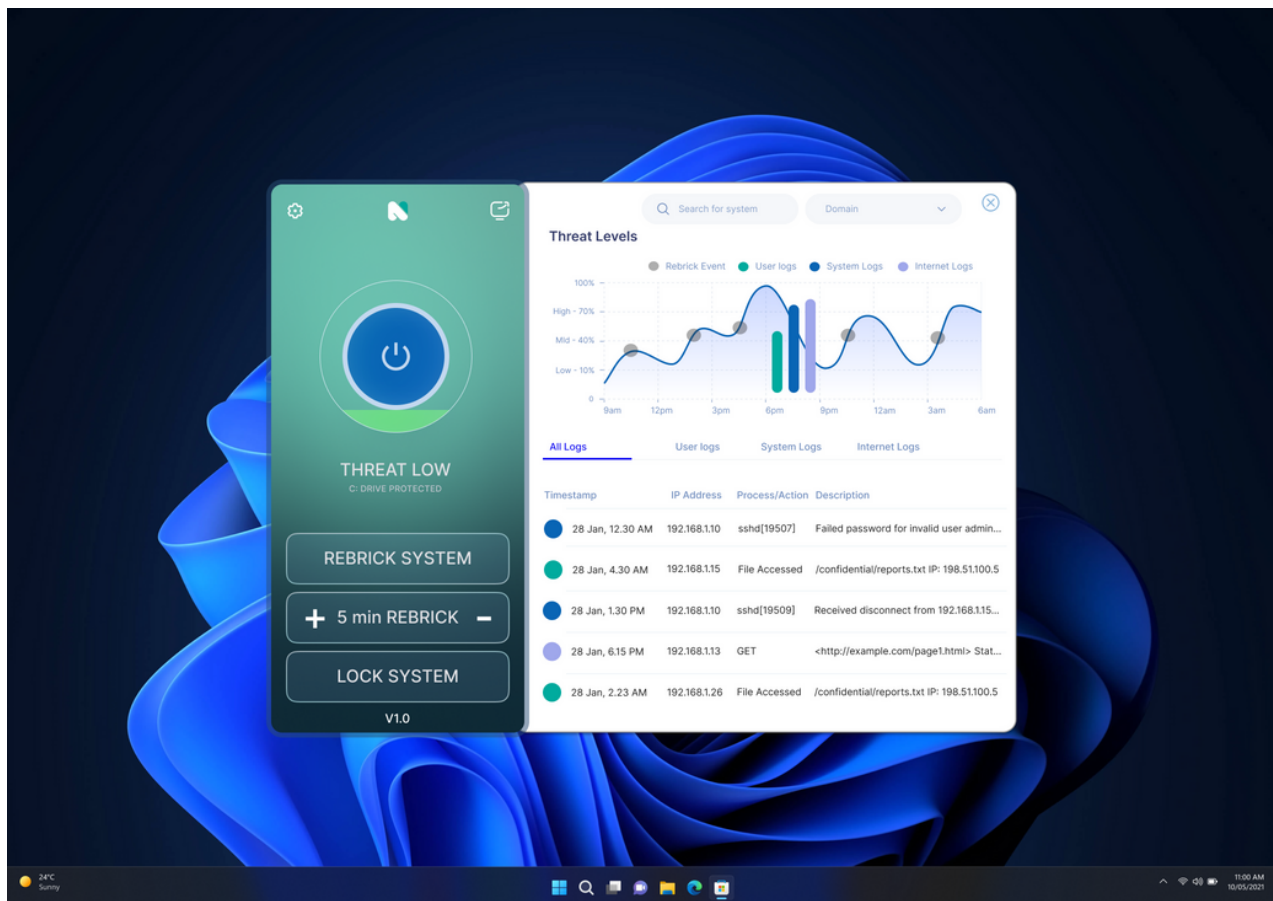 Search for system
Domain
Threat Levels
Rebrick Event
User logs
System Logs
Internet Logs
100%
High - 70%
Mid - 40%
Low - 10%
0
9am 12pm 3pm 6pm 9pm 12am 3am 6am
THREAT LOW
C: DRIVE PROTECTED
REBRICK SYSTEM
+ 5 min REBRICK -
LOCK SYSTEM
V1.0
All Logs User logs System Logs Internet Logs
Timestamp IP Address Process/Action Description
28 Jan, 12.30 AM 192.168.1.10 sshd[19507] Failed password for invalid user admin...
28 Jan, 4.30 AM 192.168.1.15 File Accessed /confidential/reports.txt IP: 198.51.100.5
28 Jan, 1.30 PM 192.168.1.10 sshd[19509] Received disconnect from 192.168.1.15...
28 Jan, 6.15 PM 192.168.1.13 GET <http://example.com/page1.html> Stat...
28 Jan, 2.23 AM 192.168.1.26 File Accessed /confidential/reports.txt IP: 198.51.100.5
24°C
Sunny
11:00 AM
10/05/2021